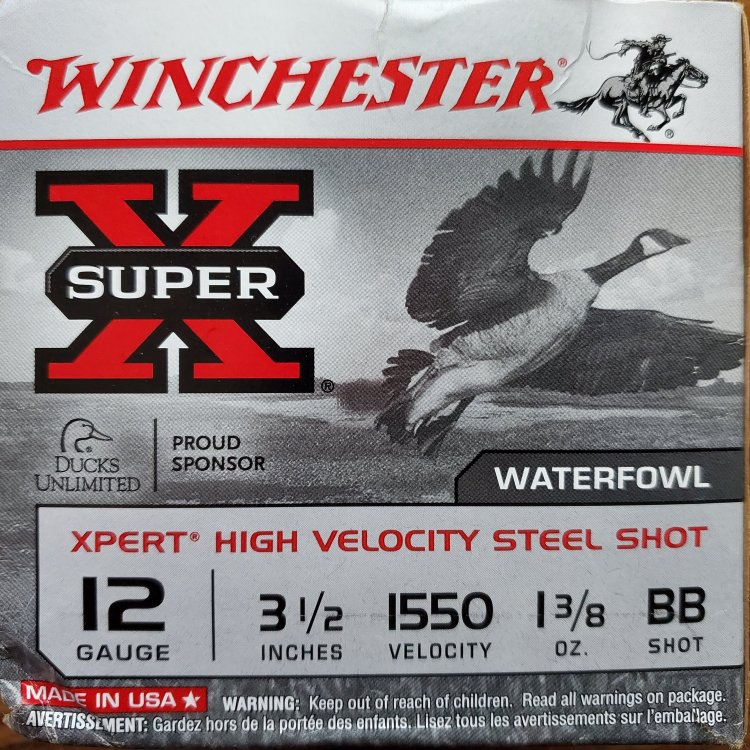 WINCHESTER®
®
SUPER X
®
DUCKS
UNLIMITED
PROUD
SPONSOR
WATERFOWL
XPERT® HIGH VELOCITY STEEL SHOT
12 3 1/2 1550 1 3/8 BB
GAUGE INCHES VELOCITY OZ. SHOT
MADE IN USA ★ WARNING: Keep out of reach of children. Read all warnings on package.
AVERTISSEMENT: Gardez hors de la portée des enfants. Lisez tous les avertissements sur l'emballage.